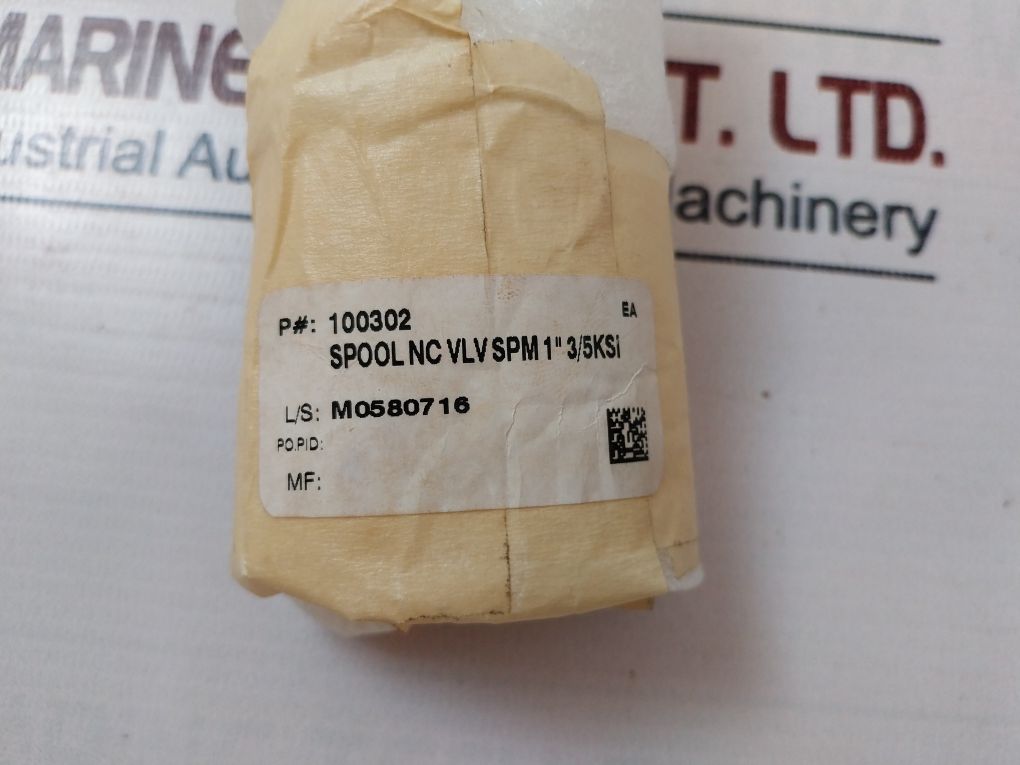 MARINE T. LTD.
ustrial Au achinery
P#: 100302 EA
SPOOL NC VLV SPM 1" 3/5KSI
L/S: M0580716
PO.PID:
MF: